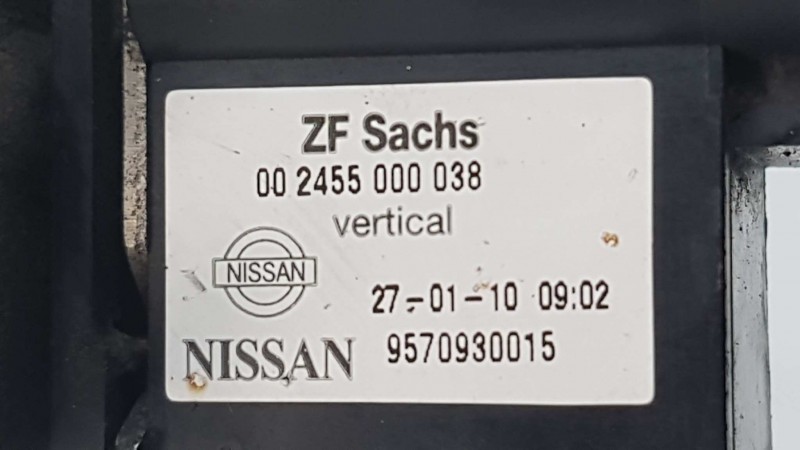 ZF Sachs
00 2455 000 038
vertical
NISSAN
27-01-10 09:02
NISSAN 9570930015